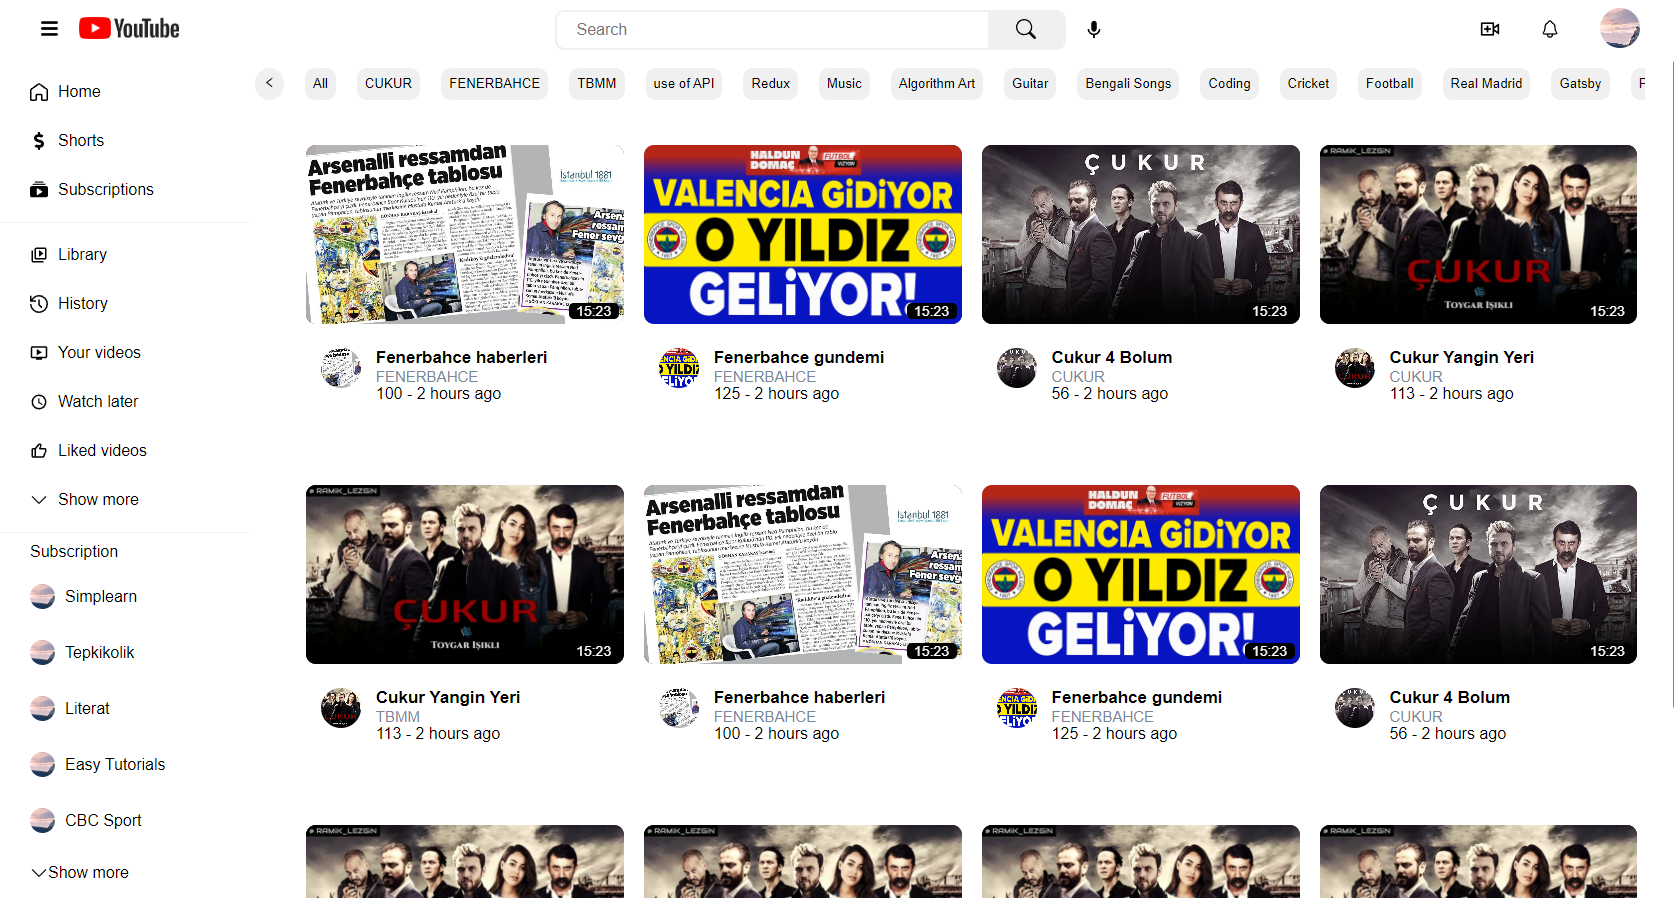 YouTube
Search
Home
Shorts
Subscriptions
Library
History
Your videos
Watch later
Liked videos
Show more
Subscription
Simplearn
Tepkikolik
Literat
Easy Tutorials
CBC Sport
Show more
<
All
CUKUR
FENERBAHCE
TBMM
use of API
Redux
Music
Algorithm Art
Guitar
Bengali Songs
Coding
Cricket
Football
Real Madrid
Gatsby
F
Arsenalli ressamdan
Fenerbahçe tablosu
İstanbul 1881
15:23
Fenerbahce haberleri
FENERBAHCE
100 - 2 hours ago
HALDUN
DOMAÇ
FUTBOL
VİZYON
VALENCIA GİDİYOR
O YILDIZ
GELİYOR!
15:23
Fenerbahce gundemi
FENERBAHCE
125 - 2 hours ago
ÇUKUR
15:23
Cukur 4 Bolum
CUKUR
56 - 2 hours ago
RAMiK_LEZGiN
ÇUKUR
TOYGAR IŞIKLI
15:23
Cukur Yangin Yeri
CUKUR
113 - 2 hours ago
RAMiK_LEZGiN
ÇUKUR
TOYGAR IŞIKLI
15:23
Cukur Yangin Yeri
TBMM
113 - 2 hours ago
Arsenalli ressamdan
Fenerbahçe tablosu
İstanbul 1881
15:23
Fenerbahce haberleri
FENERBAHCE
100 - 2 hours ago
HALDUN
DOMAÇ
FUTBOL
VİZYON
VALENCIA GİDİYOR
O YILDIZ
GELİYOR!
15:23
Fenerbahce gundemi
FENERBAHCE
125 - 2 hours ago
ÇUKUR
15:23
Cukur 4 Bolum
CUKUR
56 - 2 hours ago
RAMiK_LEZGiN
RAMiK_LEZGiN
RAMiK_LEZGiN
RAMiK_LEZGiN